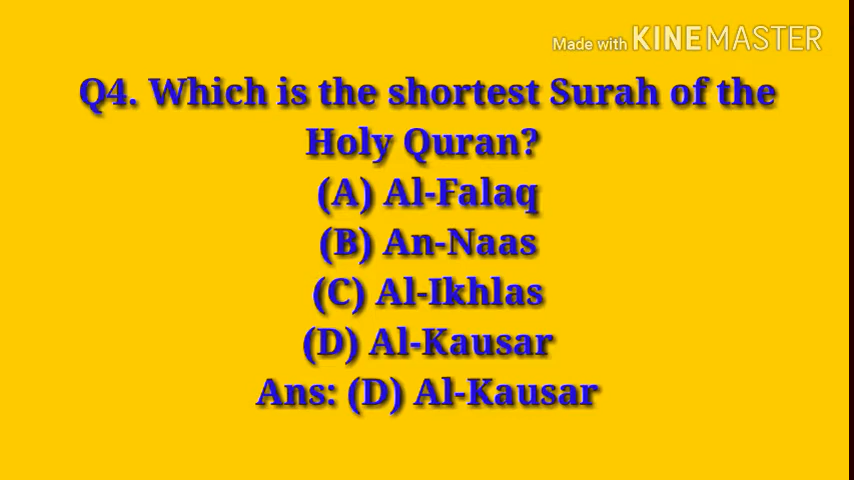 Made with KINEMASTER
Q4. Which is the shortest Surah of the
Holy Quran?
(A) Al-Falaq
(B) An-Naas
(C) Al-Ikhlas
(D) Al-Kausar
Ans: (D) Al-Kausar